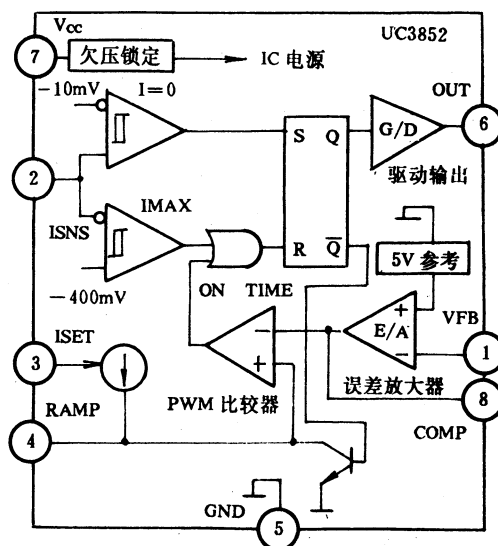 Vcc
UC3852
7
欠压锁定
IC 电源
-10mV
I=0
OUT
S
Q
G/D
6
2
驱动输出
ISNS
IMAX
R
Q̅
5V 参考
-400mV
ON TIME
+
E/A
-
VFB
1
3
ISET
-
+
PWM 比较器
误差放大器
8
RAMP
COMP
4
GND
5